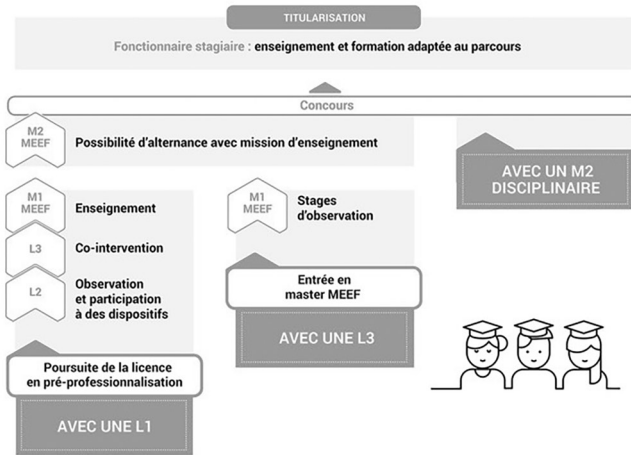 TITULARISATION
Fonctionnaire stagiaire : enseignement et formation adaptée au parcours
Concours
M2
MEEF
Possibilité d'alternance avec mission d'enseignement
AVEC UN M2
DISCIPLINAIRE
M1
MEEF
Enseignement
M1
MEEF
Stages
d'observation
L3
Co-intervention
L2
Observation
et participation
à des dispositifs
Entrée en
master MEEF
AVEC UNE L3
Poursuite de la licence
en pré-professionnalisation
AVEC UNE L1